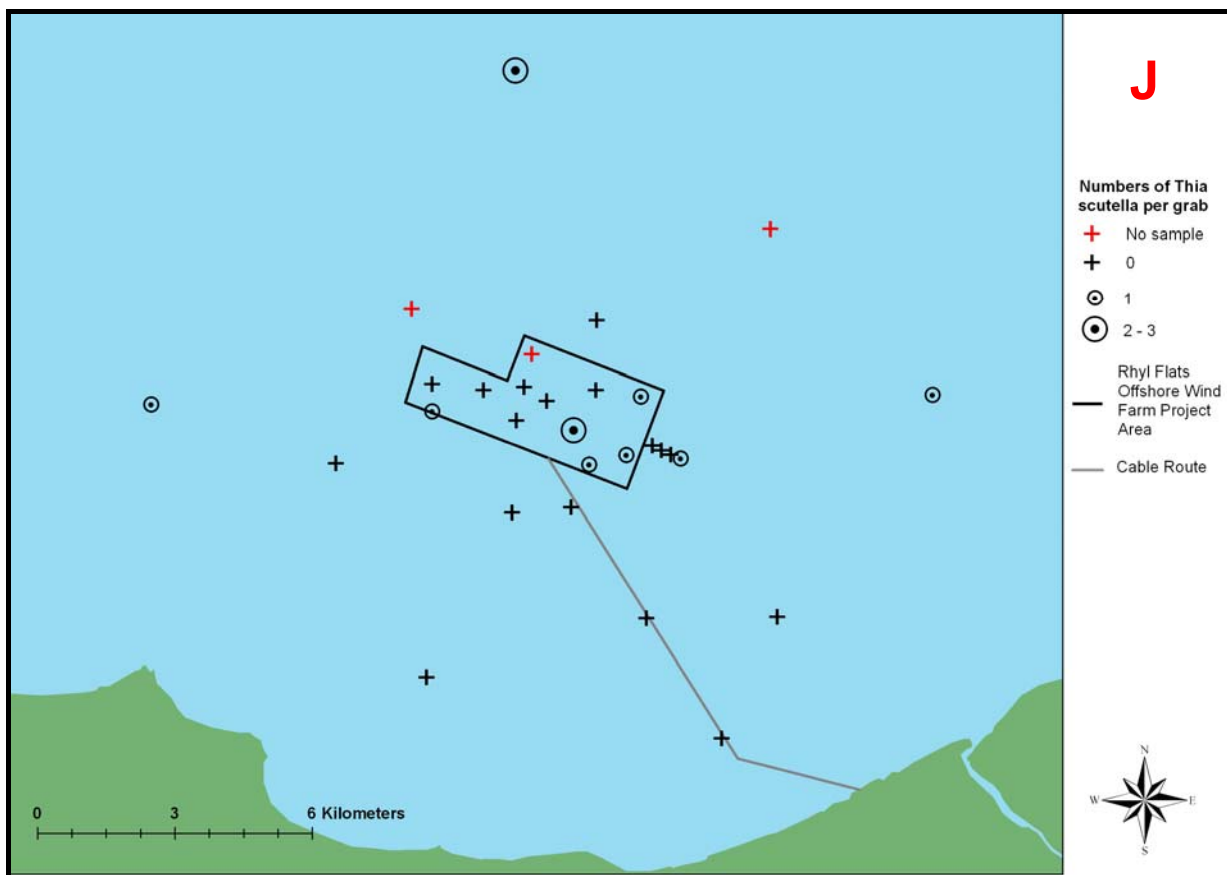 J
Numbers of Thia
scutella per grab
No sample
0
1
2 - 3
Rhyl Flats
Offshore Wind
Farm Project
Area
Cable Route
0 3 6 Kilometers
N
W E
S